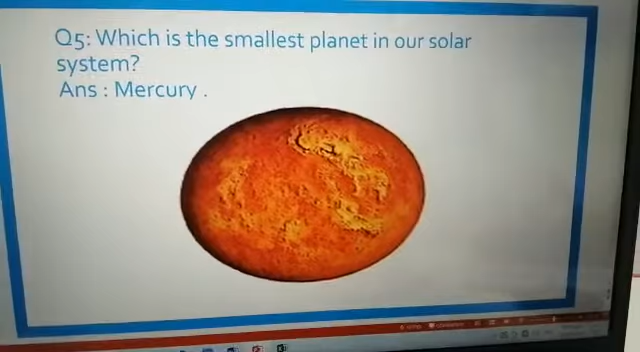 Q5: Which is the smallest planet in our solar
system?
Ans : Mercury .